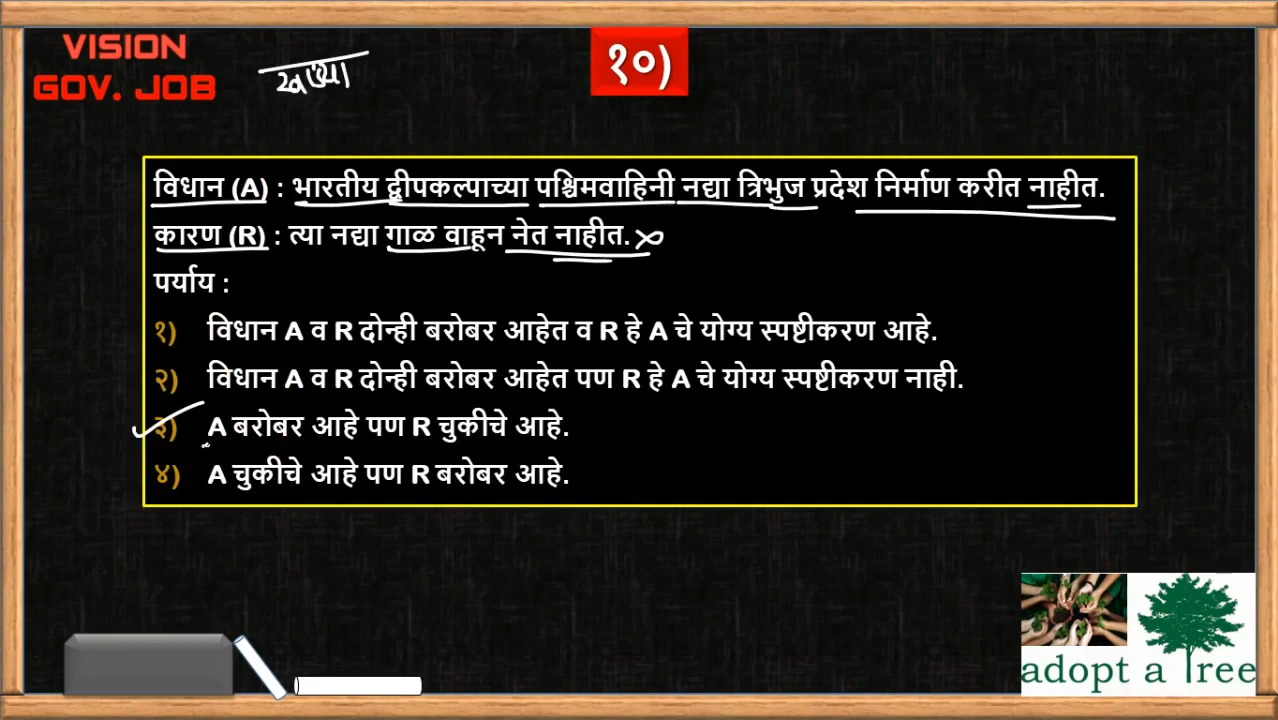 VISION
GOV. JOB
१०)
विधान (A) : भारतीय द्वीपकल्पाच्या पश्चिमवाहिनी नद्या त्रिभुज प्रदेश निर्माण करीत नाहीत.
कारण (R) : त्या नद्या गाळ वाहून नेत नाहीत.
पर्याय :
१) विधान A व R दोन्ही बरोबर आहेत व R हे A चे योग्य स्पष्टीकरण आहे.
२) विधान A व R दोन्ही बरोबर आहेत पण R हे A चे योग्य स्पष्टीकरण नाही.
३) A बरोबर आहे पण R चुकीचे आहे.
४) A चुकीचे आहे पण R बरोबर आहे.
adopt a Tree